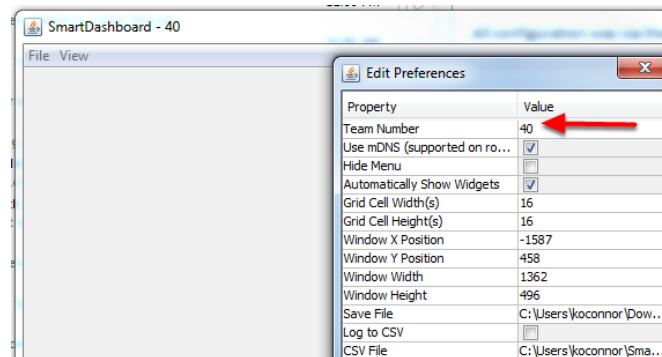 SmartDashboard - 40
File View
Edit Preferences
Property Value
Team Number 40
Use mDNS (supported on ro...
Hide Menu
Automatically Show Widgets
Grid Cell Width(s) 16
Grid Cell Height(s) 16
Window X Position -1587
Window Y Position 458
Window Width 1362
Window Height 496
Save File C:\Users\koconnor\Dow...
Log to CSV
CSV File C:\Users\koconnor\Sma...